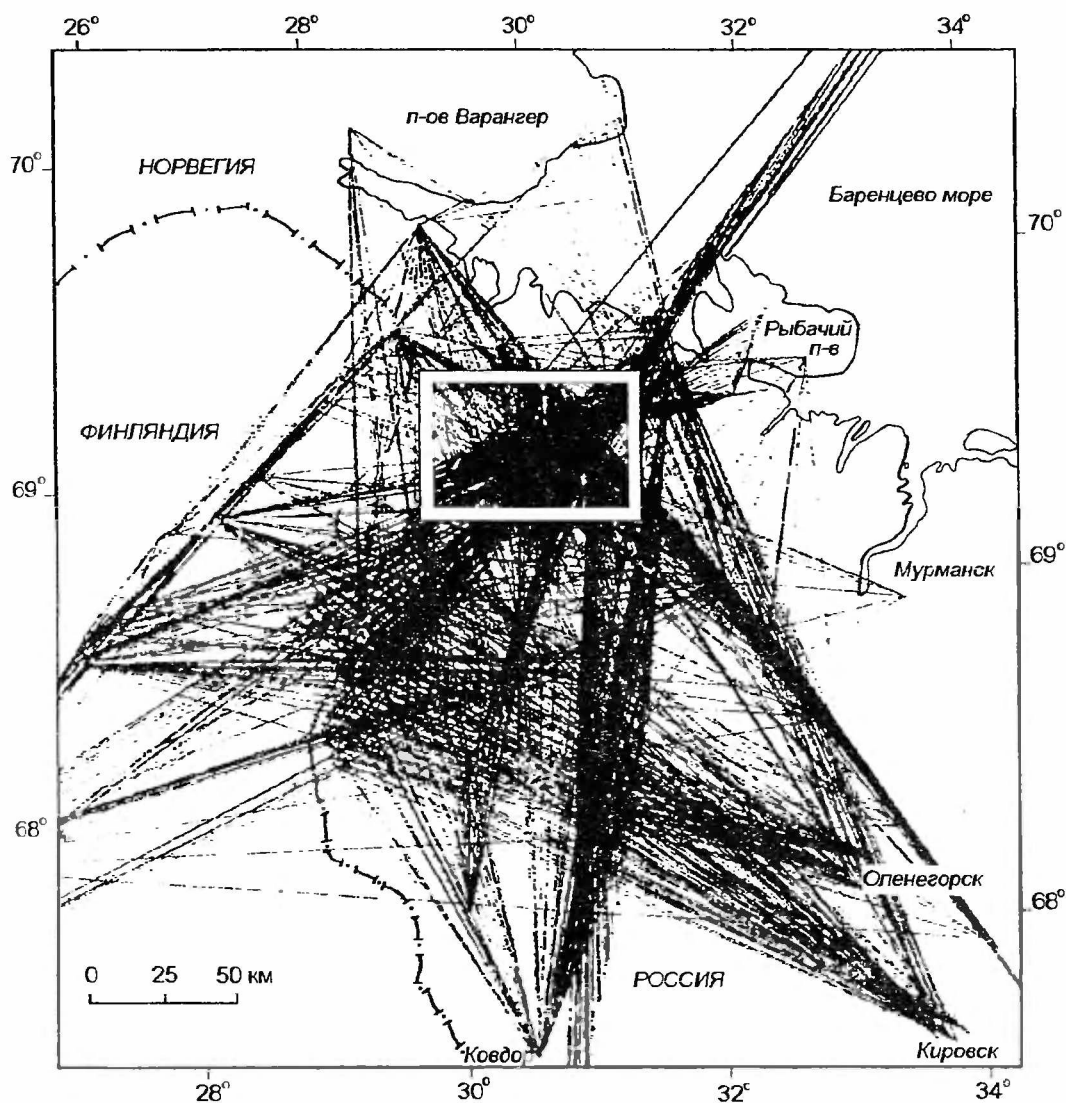 26° 28° 30° 32° 34°
п-ов Варангер
70°
НОРВЕГИЯ
Баренцево море
70°
Рыбачий
п-в
ФИНЛЯНДИЯ
69°
69°
Мурманск
68°
Опенегорск
68°
0 25 50 км
РОССИЯ
Ковдо
Кировск
28° 30° 32° 34°